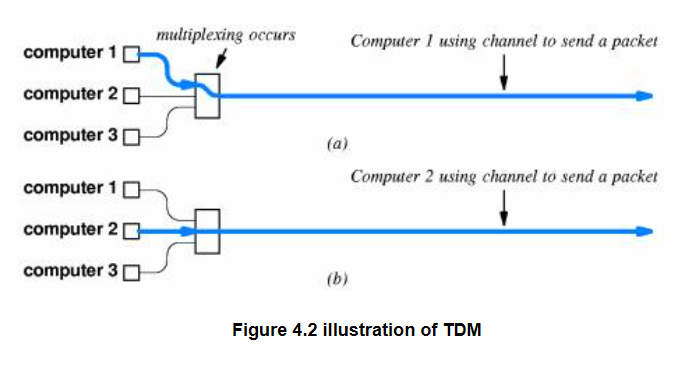 multiplexing occurs
Computer 1 using channel to send a packet
computer 1
computer 2
computer 3
(a)
Computer 2 using channel to send a packet
computer 1
computer 2
computer 3
(b)
Figure 4.2 illustration of TDM